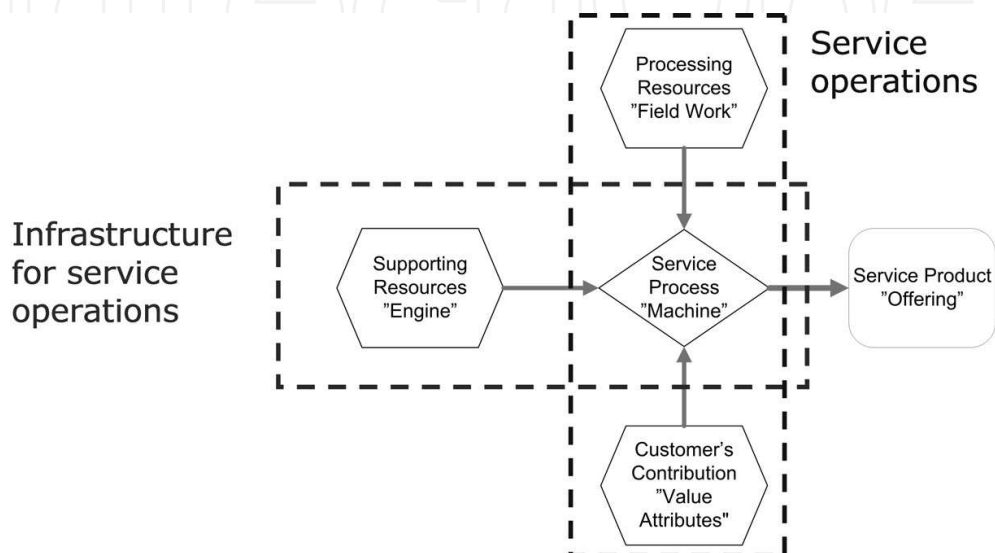 Service
operations
Processing
Resources
”Field Work”
Infrastructure
for service
operations
Supporting
Resources
”Engine”
Service
Process
”Machine”
Service Product
”Offering”
Customer’s
Contribution
”Value
Attributes"